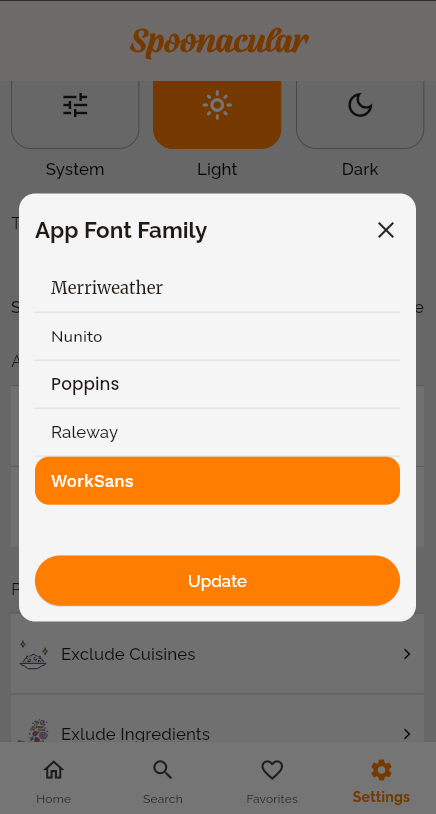 Spoonacular
System Light Dark
T
App Font Family
Merriweather
S
e
Nunito
A
Poppins
Raleway
WorkSans
Update
P
Exclude Cuisines
Exlude Ingredients
Home Search Favorites Settings